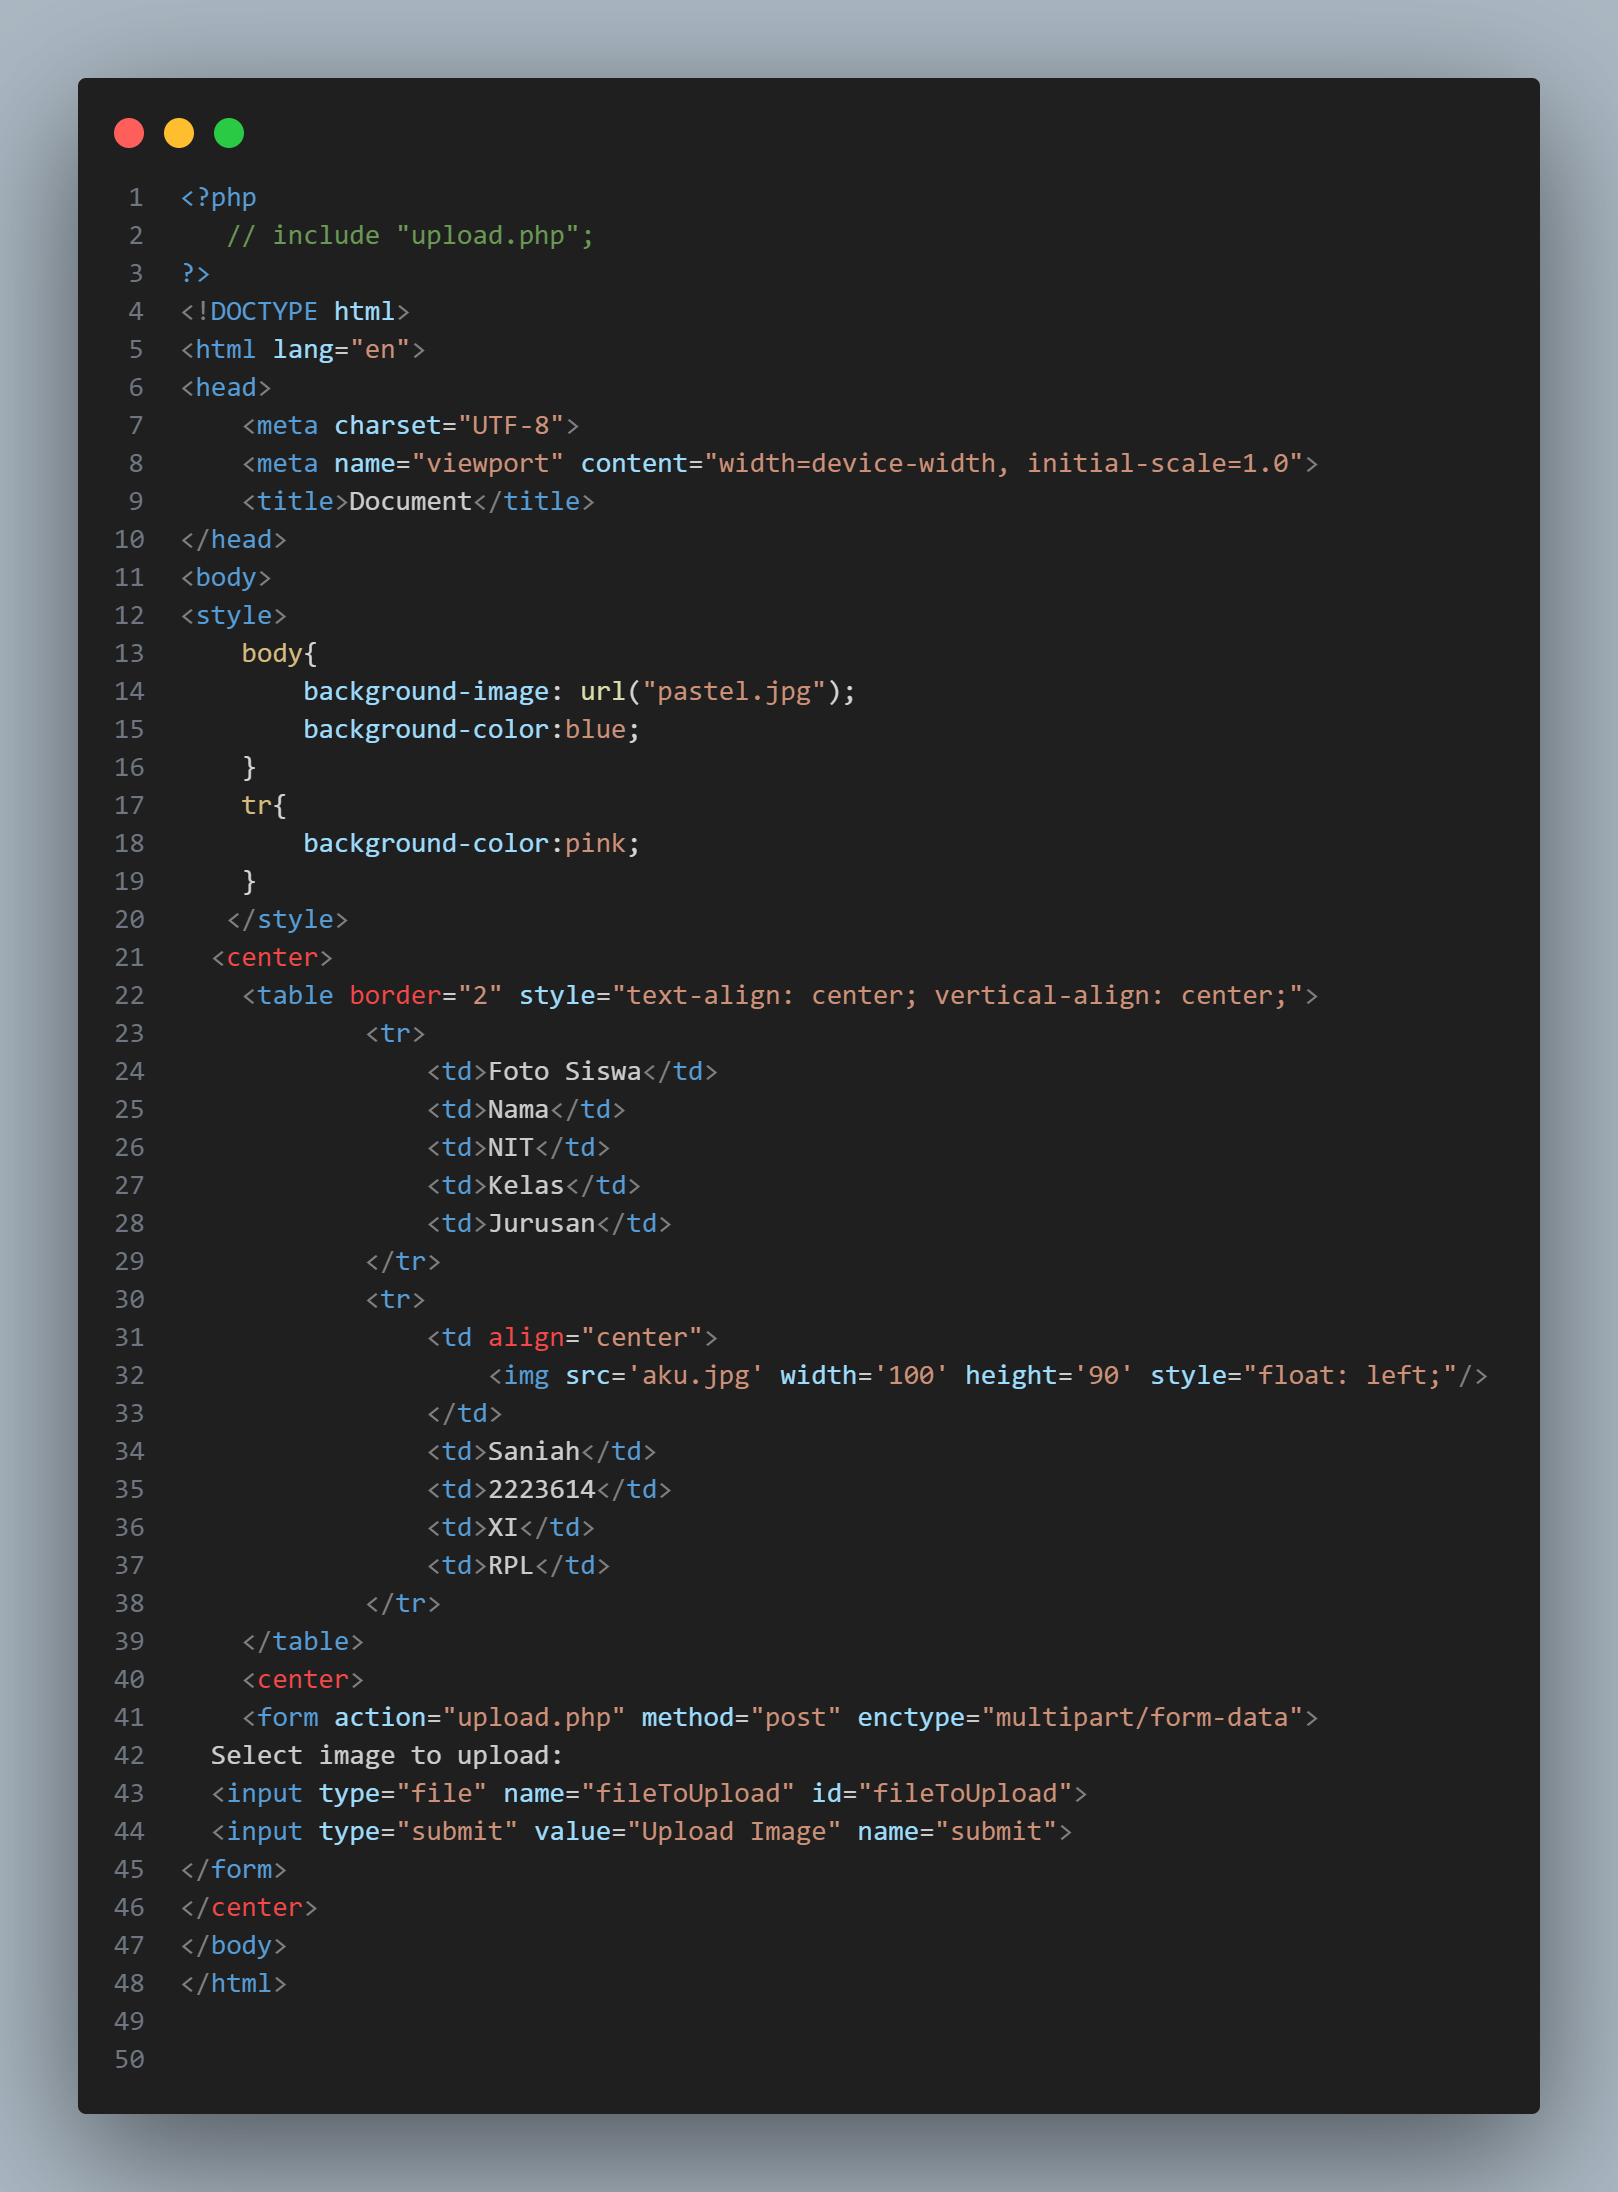 1 <?php
2    // include "upload.php";
3 ?>
4 <!DOCTYPE html>
5 <html lang="en">
6 <head>
7     <meta charset="UTF-8">
8     <meta name="viewport" content="width=device-width, initial-scale=1.0">
9     <title>Document</title>
10 </head>
11 <body>
12 <style>
13     body{
14         background-image: url("pastel.jpg");
15         background-color:blue;
16     }
17     tr{
18         background-color:pink;
19     }
20    </style>
21   <center>
22     <table border="2" style="text-align: center; vertical-align: center;">
23             <tr>
24                 <td>Foto Siswa</td>
25                 <td>Nama</td>
26                 <td>NIT</td>
27                 <td>Kelas</td>
28                 <td>Jurusan</td>
29             </tr>
30             <tr>
31                 <td align="center">
32                     <img src='aku.jpg' width='100' height='90' style="float: left;"/>
33                 </td>
34                 <td>Saniah</td>
35                 <td>2223614</td>
36                 <td>XI</td>
37                 <td>RPL</td>
38             </tr>
39     </table>
40     <center>
41     <form action="upload.php" method="post" enctype="multipart/form-data">
42   Select image to upload:
43   <input type="file" name="fileToUpload" id="fileToUpload">
44   <input type="submit" value="Upload Image" name="submit">
45 </form>
46 </center>
47 </body>
48 </html>
49
50